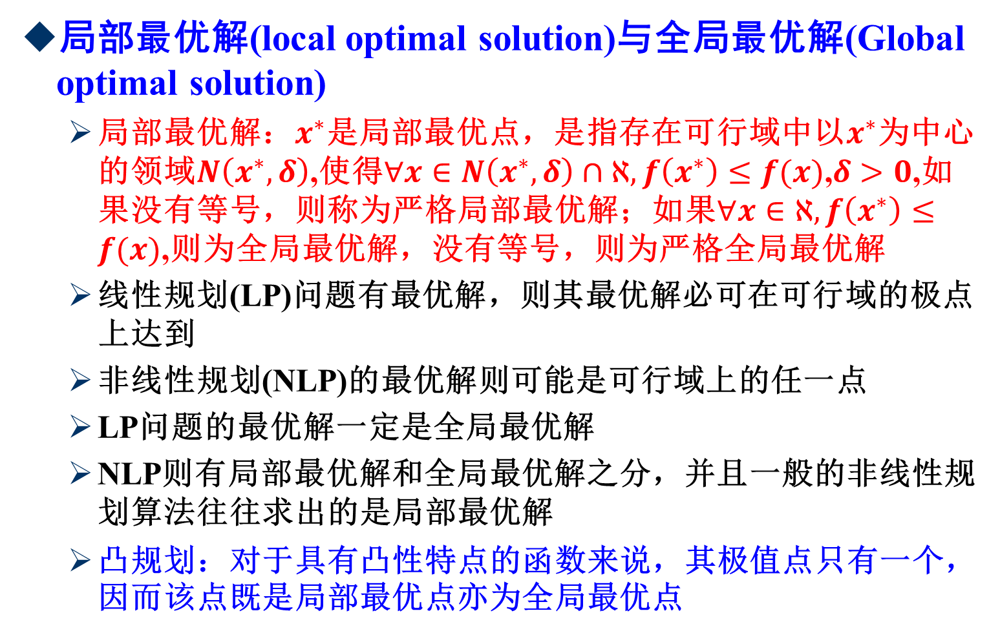 ◆局部最优解(local optimal solution)与全局最优解(Global
optimal solution)
➢局部最优解：x*是局部最优点，是指存在可行域中以x*为中心
的领域N(x*, δ),使得∀x ∈ N(x*, δ) ∩ ℵ, f(x*) ≤ f(x),δ > 0,如
果没有等号，则称为严格局部最优解；如果∀x ∈ ℵ, f(x*) ≤
f(x),则为全局最优解，没有等号，则为严格全局最优解
➢线性规划(LP)问题有最优解，则其最优解必可在可行域的极点
上达到
➢非线性规划(NLP)的最优解则可能是可行域上的任一点
➢LP问题的最优解一定是全局最优解
➢NLP则有局部最优解和全局最优解之分，并且一般的非线性规
划算法往往求出的是局部最优解
➢凸规划：对于具有凸性特点的函数来说，其极值点只有一个，
因而该点既是局部最优点亦为全局最优点